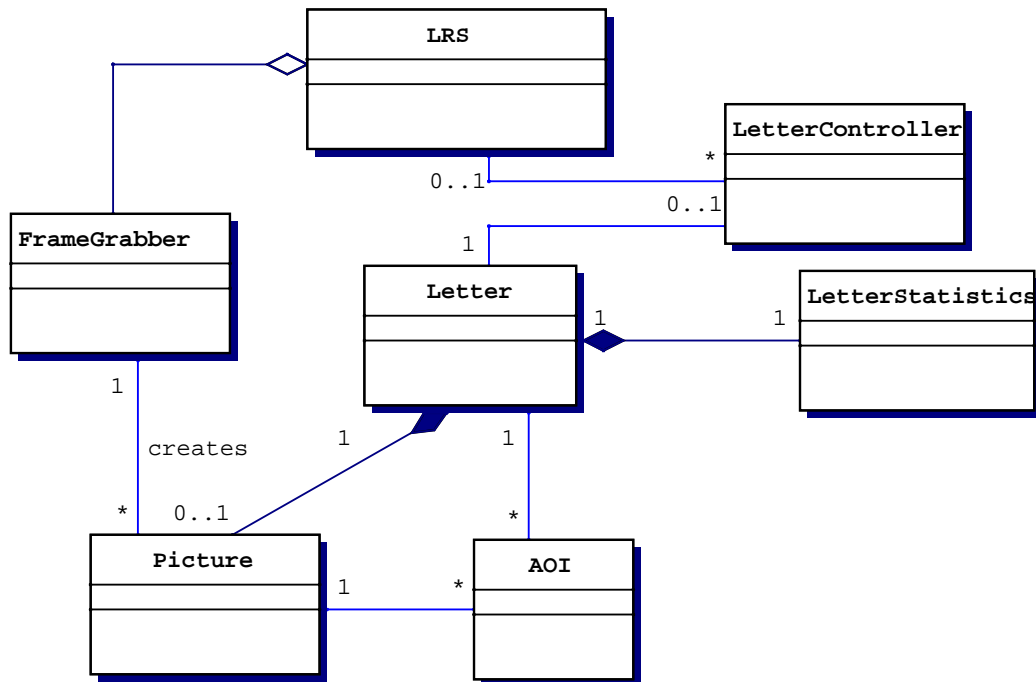 LRS
LetterController
*
0..1
0..1
FrameGrabber
1
Letter
LetterStatistics
1
1
1
1
1
creates
*
0..1
*
Picture
AOI
1
*